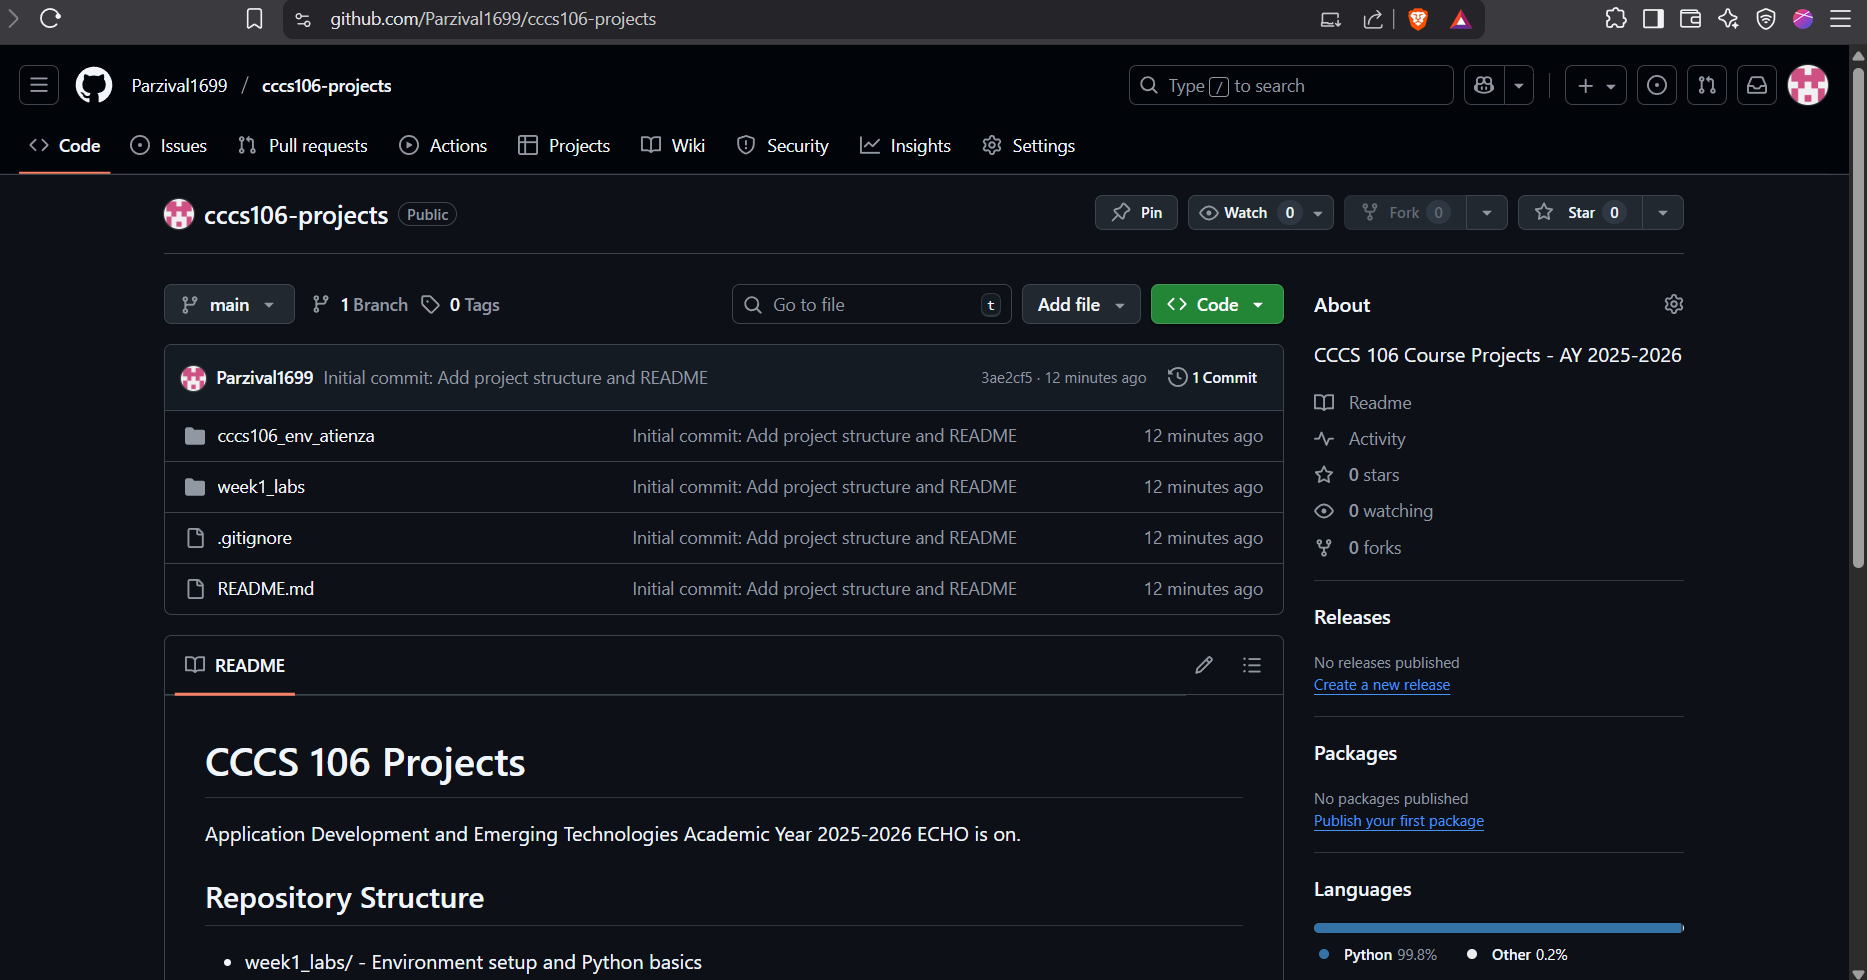 github.com/Parzival1699/cccs106-projects
Parzival1699 / cccs106-projects
Type / to search
Code Issues Pull requests Actions Projects Wiki Security Insights Settings
cccs106-projects Public
Pin Watch 0 Fork 0 Star 0
main 1 Branch 0 Tags Go to file t Add file Code
Parzival1699 Initial commit: Add project structure and README 3ae2cf5 · 12 minutes ago 1 Commit
cccs106_env_atienza Initial commit: Add project structure and README 12 minutes ago
week1_labs Initial commit: Add project structure and README 12 minutes ago
.gitignore Initial commit: Add project structure and README 12 minutes ago
README.md Initial commit: Add project structure and README 12 minutes ago
README
CCCS 106 Projects
Application Development and Emerging Technologies Academic Year 2025-2026 ECHO is on.
Repository Structure
• week1_labs/ - Environment setup and Python basics
About
CCCS 106 Course Projects - AY 2025-2026
Readme
Activity
0 stars
0 watching
0 forks
Releases
No releases published
Create a new release
Packages
No packages published
Publish your first package
Languages
Python 99.8% Other 0.2%